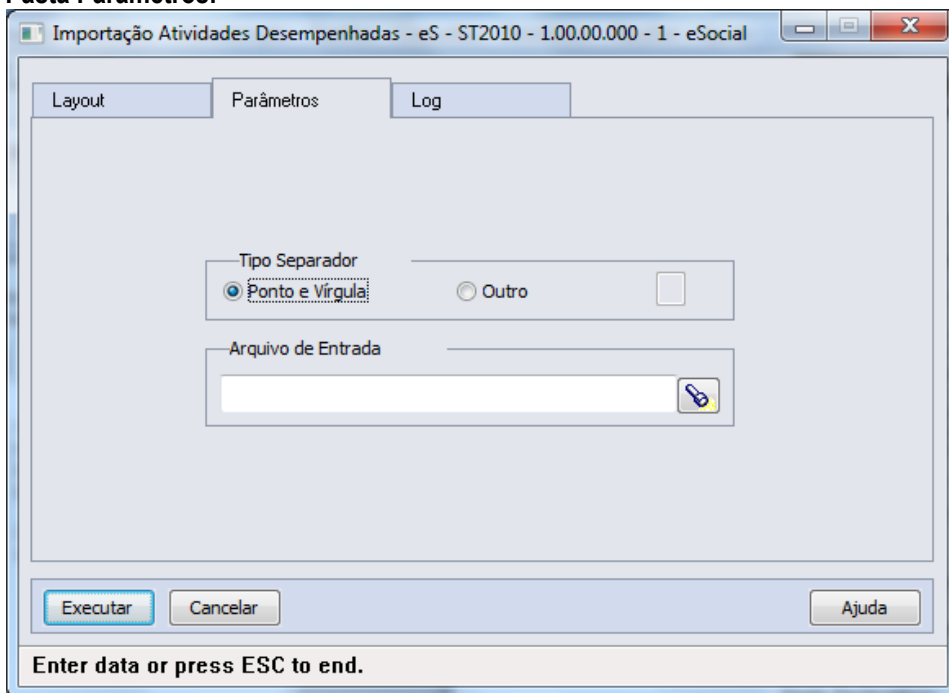 Pasta Parâmetros:
Importação Atividades Desempenhadas - eS - ST2010 - 1.00.00.000 - 1 - eSocial
Layout Parâmetros Log
Tipo Separador
Ponto e Vírgula Outro
Arquivo de Entrada
Executar Cancelar Ajuda
Enter data or press ESC to end.